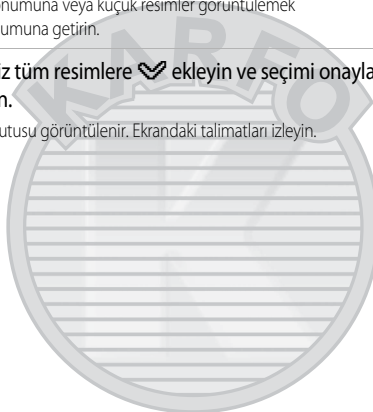 numuna veya küçük resimler görüntülemek
umuna getirin.
iz tüm resimlere ekleyin ve seçimi onayla
n.
utusu görüntülenir. Ekrandaki talimatları izleyin.
KARFO